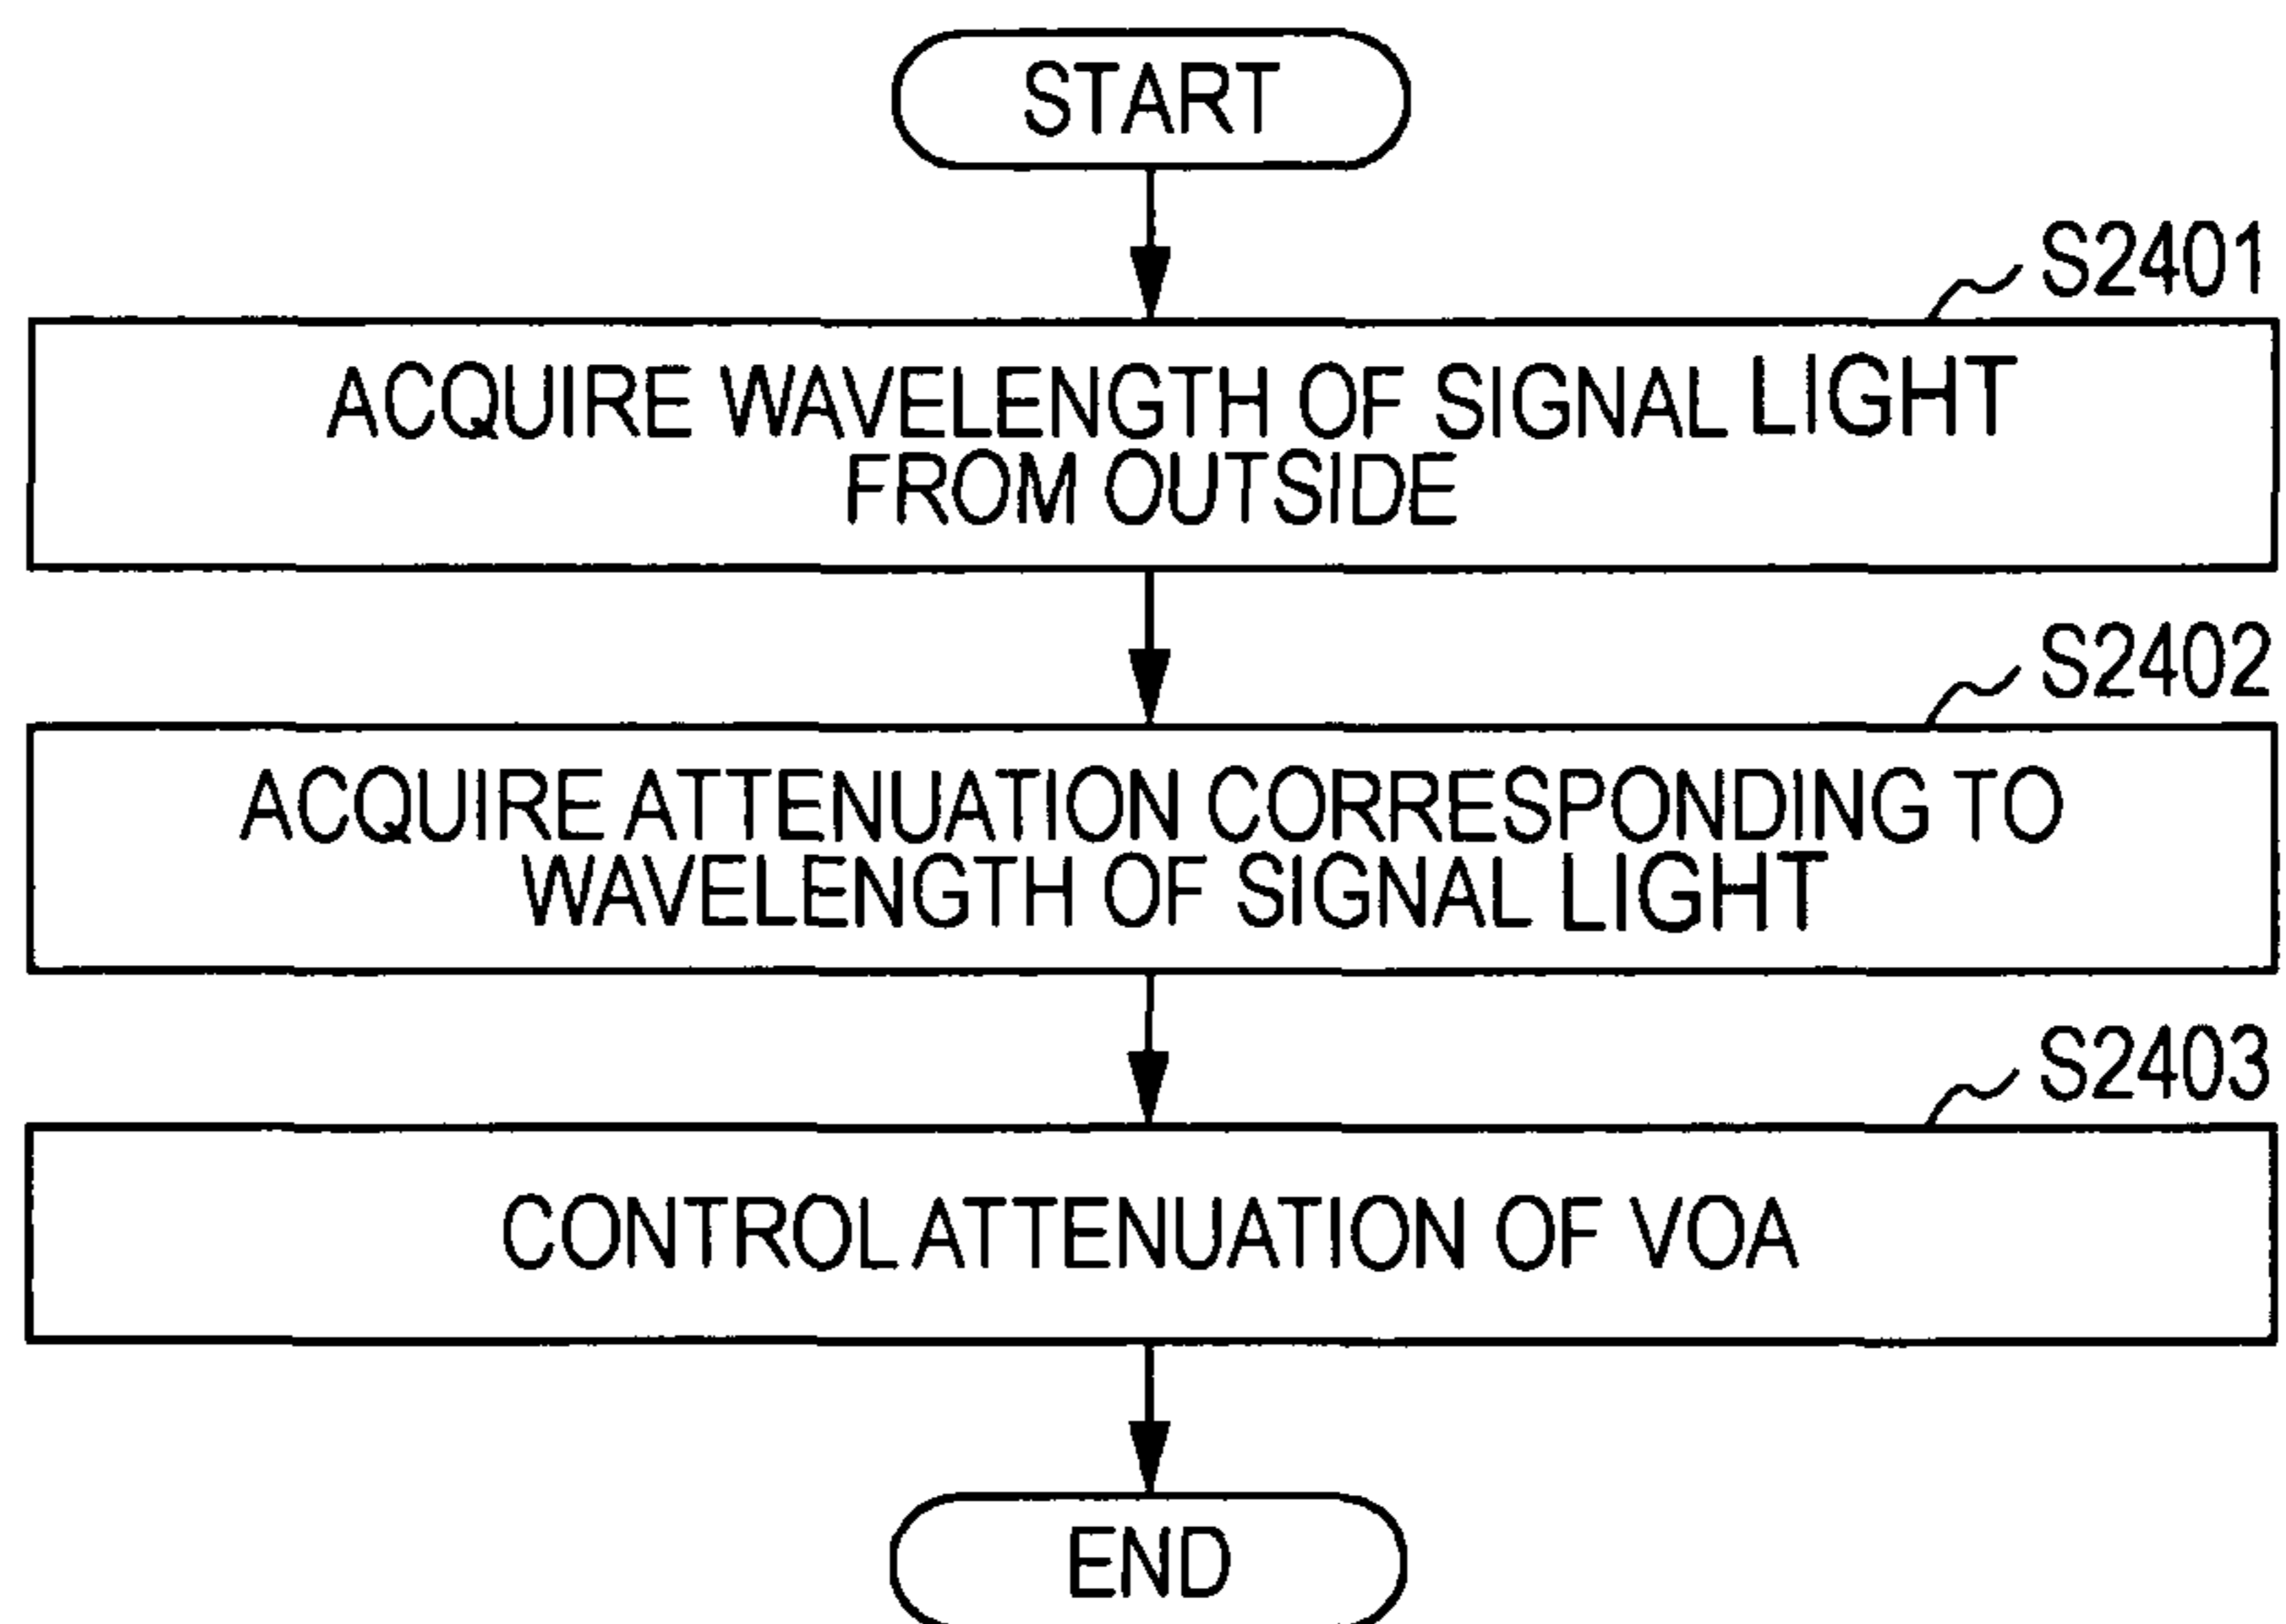 START
S2401
ACQUIRE WAVELENGTH OF SIGNAL LIGHT
FROM OUTSIDE
S2402
ACQUIRE ATTENUATION CORRESPONDING TO
WAVELENGTH OF SIGNAL LIGHT
S2403
CONTROL ATTENUATION OF VOA
END